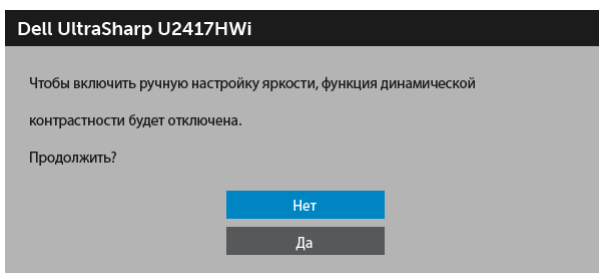 Dell UltraSharp U2417HWi
Чтобы включить ручную настройку яркости, функция динамической
контрастности будет отключена.
Продолжить?
Нет
Да